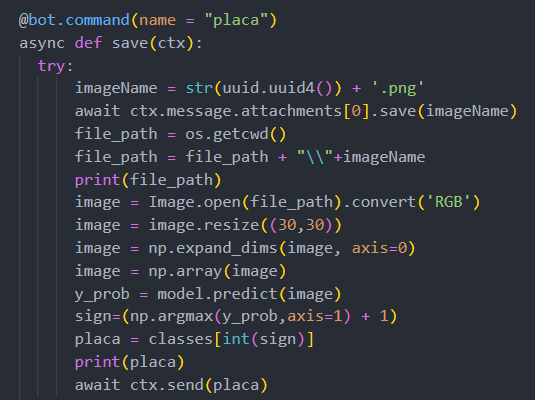 @bot.command(name = "placa")
async def save(ctx):
try:
imageName = str(uuid.uuid4()) + '.png'
await ctx.message.attachments[0].save(imageName)
file_path = os.getcwd()
file_path = file_path + "\\"+imageName
print(file_path)
image = Image.open(file_path).convert('RGB')
image = image.resize((30,30))
image = np.expand_dims(image, axis=0)
image = np.array(image)
y_prob = model.predict(image)
sign=(np.argmax(y_prob,axis=1) + 1)
placa = classes[int(sign)]
print(placa)
await ctx.send(placa)